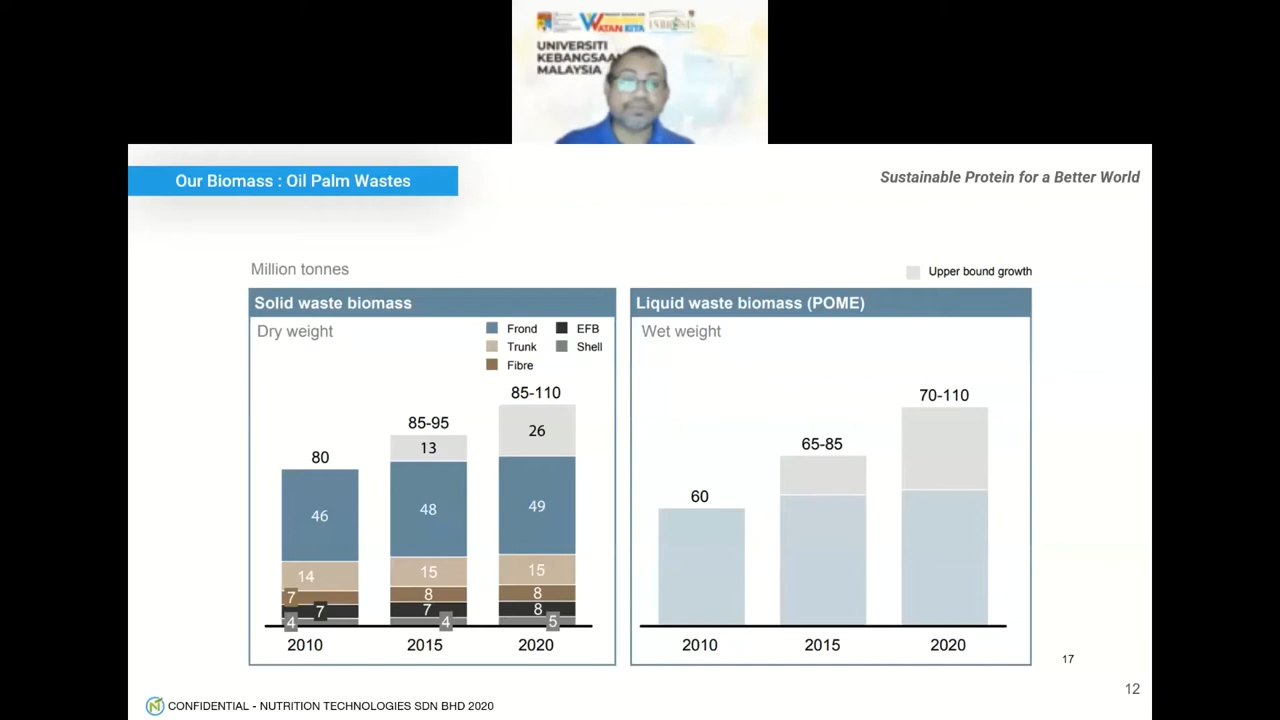 WATAN KITA
UNIVERSITI
KEBANGSAAN
MALAYSIA
Our Biomass : Oil Palm Wastes
Sustainable Protein for a Better World
Million tonnes
Upper bound growth
Solid waste biomass
Dry weight
Frond
EFB
Trunk
Shell
Fibre
85-110
26
85-95
13
80
46
48
49
14
15
15
7
8
8
7
7
8
4
4
5
2010
2015
2020
Liquid waste biomass (POME)
Wet weight
70-110
65-85
60
2010
2015
2020
17
12
CONFIDENTIAL - NUTRITION TECHNOLOGIES SDN BHD 2020